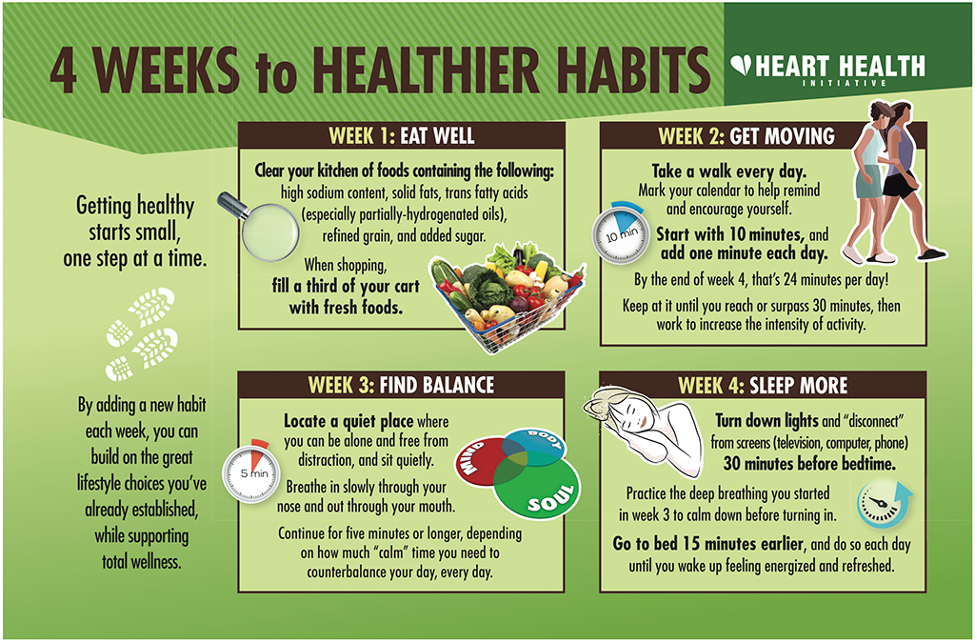 4 WEEKS to HEALTHIER HABITS
HEART HEALTH
INITIATIVE
Getting healthy
starts small,
one step at a time.
By adding a new habit
each week, you can
build on the great
lifestyle choices you've
already established,
while supporting
total wellness.
WEEK 1: EAT WELL
Clear your kitchen of foods containing the following:
high sodium content, solid fats, trans fatty acids
(especially partially-hydrogenated oils),
refined grain, and added sugar.
When shopping,
fill a third of your cart
with fresh foods.
WEEK 2: GET MOVING
Take a walk every day.
Mark your calendar to help remind
and encourage yourself.
10 min
Start with 10 minutes, and
add one minute each day.
By the end of week 4, that's 24 minutes per day!
Keep at it until you reach or surpass 30 minutes, then
work to increase the intensity of activity.
WEEK 3: FIND BALANCE
Locate a quiet place where
you can be alone and free from
distraction, and sit quietly.
5 min
Breathe in slowly through your
nose and out through your mouth.
Continue for five minutes or longer, depending
on how much "calm" time you need to
counterbalance your day, every day.
MIND
BODY
SOUL
WEEK 4: SLEEP MORE
Turn down lights and "disconnect"
from screens (television, computer, phone)
30 minutes before bedtime.
Practice the deep breathing you started
in week 3 to calm down before turning in.
Go to bed 15 minutes earlier, and do so each day
until you wake up feeling energized and refreshed.